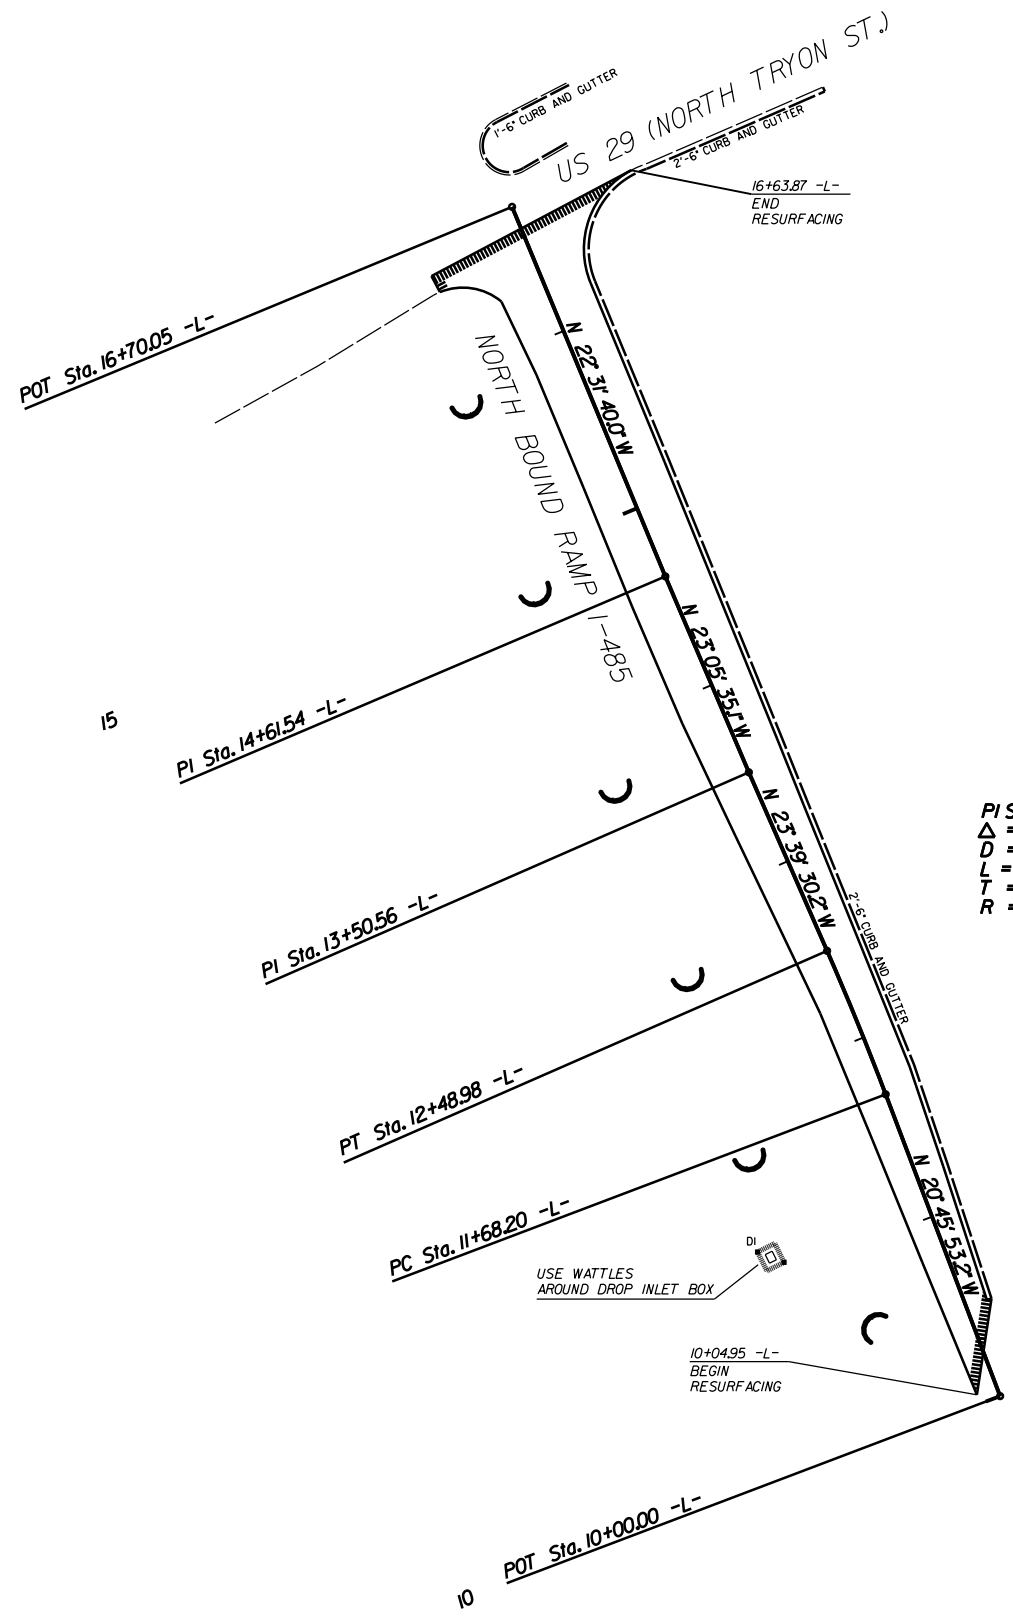 US 29 (NORTH TRYON ST.)
1'-6" CURB AND GUTTER
2'-6" CURB AND GUTTER
16+63.87 -L-
END
RESURFACING
POT Sta. 16+70.05 -L-
N 22° 31' 40.0" W
NORTH BOUND RAMP I-485
N 23° 05' 35.1" W
15
PI Sta. 14+61.54 -L-
N 23° 39' 30.2" W
PI S
Δ =
D =
L =
T =
R =
2'-6" CURB AND GUTTER
PI Sta. 13+50.56 -L-
PT Sta. 12+48.98 -L-
N 20° 45' 53.2" W
PC Sta. 11+68.20 -L-
DI
USE WATTLES
AROUND DROP INLET BOX
10+04.95 -L-
BEGIN
RESURFACING
POT Sta. 10+00.00 -L-
10